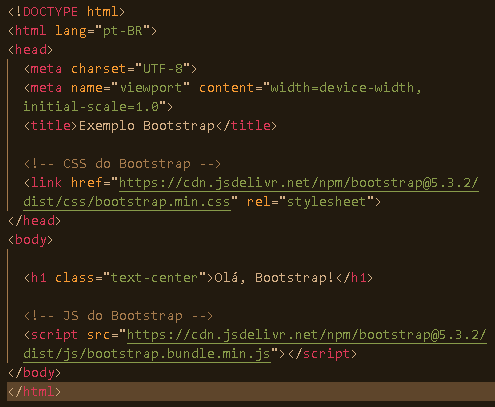 <!DOCTYPE html>
<html lang="pt-BR">
<head>
<meta charset="UTF-8">
<meta name="viewport" content="width=device-width,
initial-scale=1.0">
<title>Exemplo Bootstrap</title>
<!-- CSS do Bootstrap -->
<link href="https://cdn.jsdelivr.net/npm/bootstrap@5.3.2/
dist/css/bootstrap.min.css" rel="stylesheet">
</head>
<body>
<h1 class="text-center">Olá, Bootstrap!</h1>
<!-- JS do Bootstrap -->
<script src="https://cdn.jsdelivr.net/npm/bootstrap@5.3.2/
dist/js/bootstrap.bundle.min.js"></script>
</body>
</html>